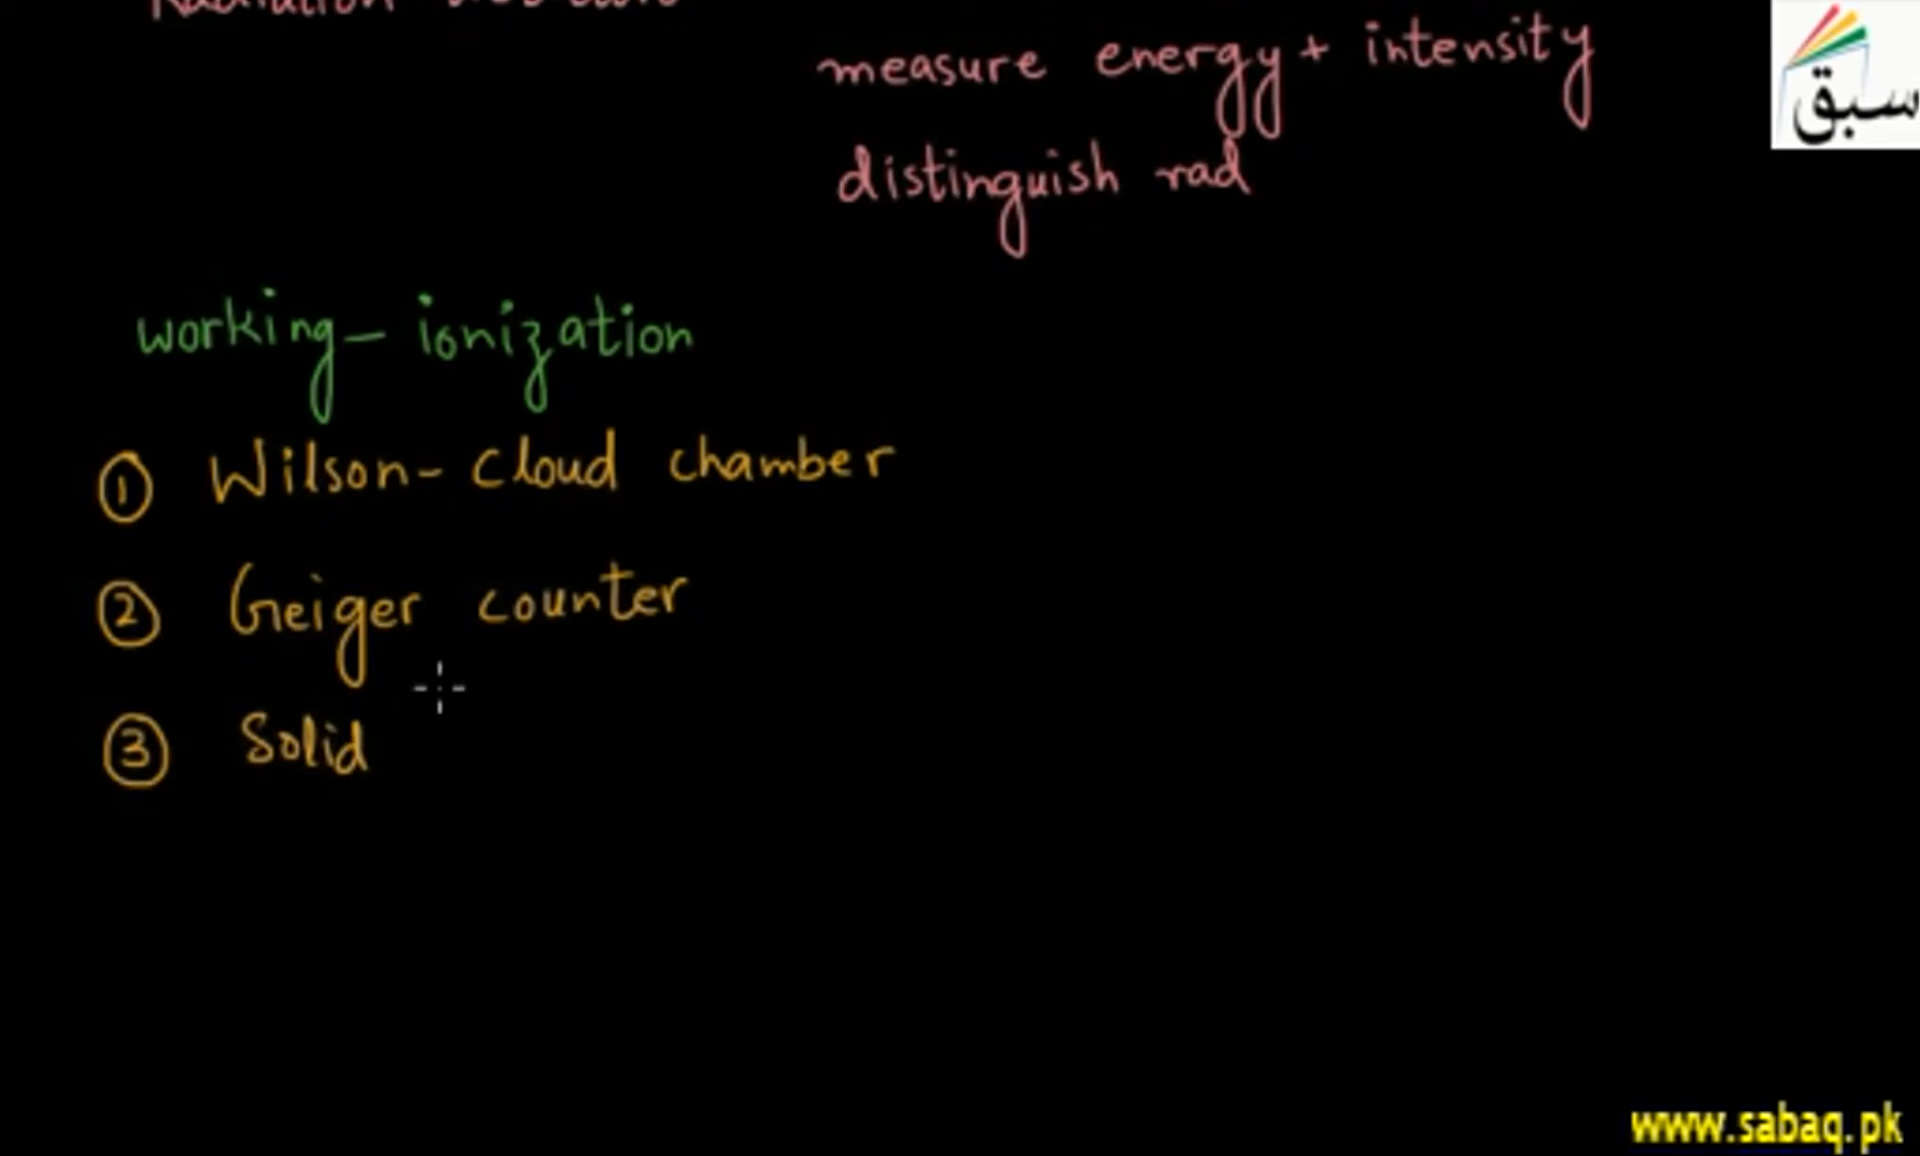 Radiation
measure energy + intensity
سبق
distinguish rad
working - ionization
① Wilson - Cloud chamber
② Geiger counter
③ Solid
www.sabaq.pk